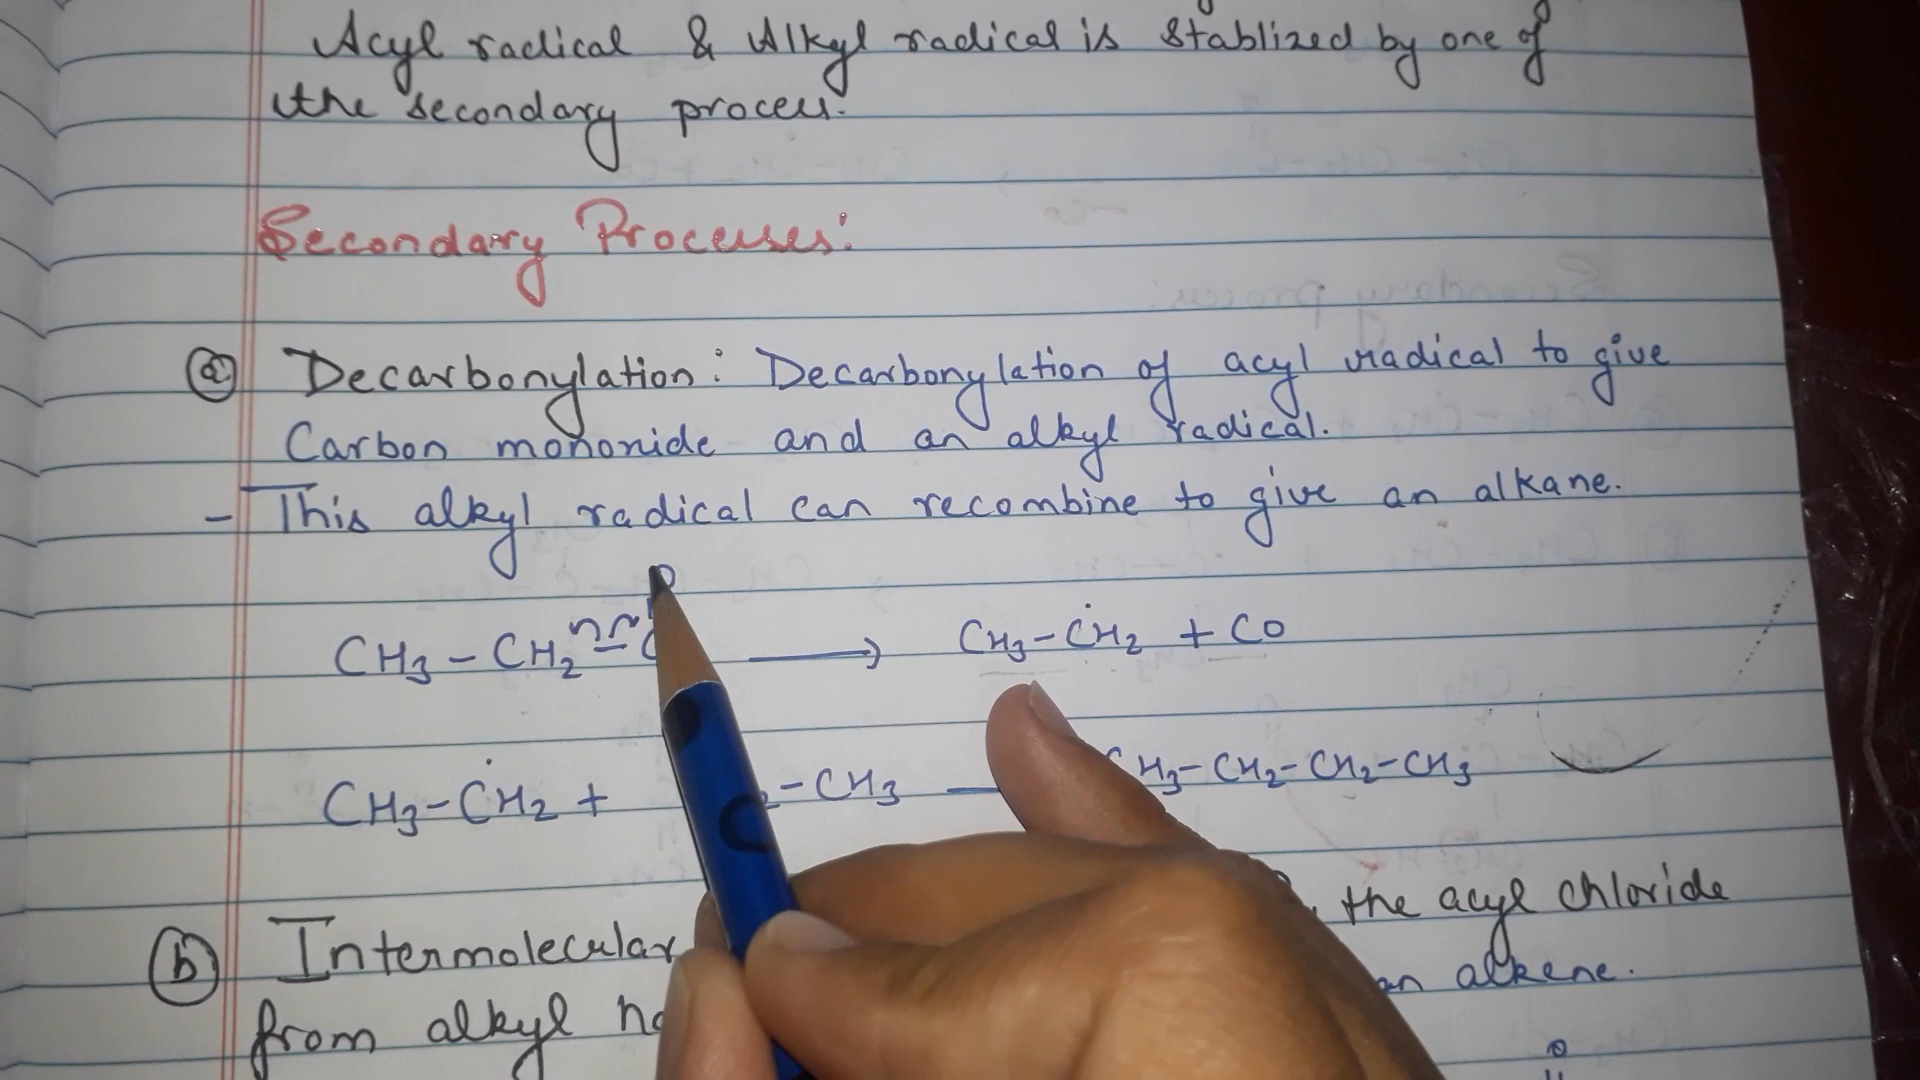 Acyl radical & Alkyl radical is stablized by one of
the secondary process.
Secondary Processes:
(a) Decarbonylation: Decarbonylation of acyl radical to give
Carbon monoxide and an alkyl radical.
- This alkyl radical can recombine to give an alkane.
O
CH3-CH2 ⟶ CH3-ĊH2 + CO
CH3-ĊH2 + 2-CH3 CH3-CH2-CH2-CH3
(b) Intermolecular the acyl chloride
from alkyl an alkene.
O